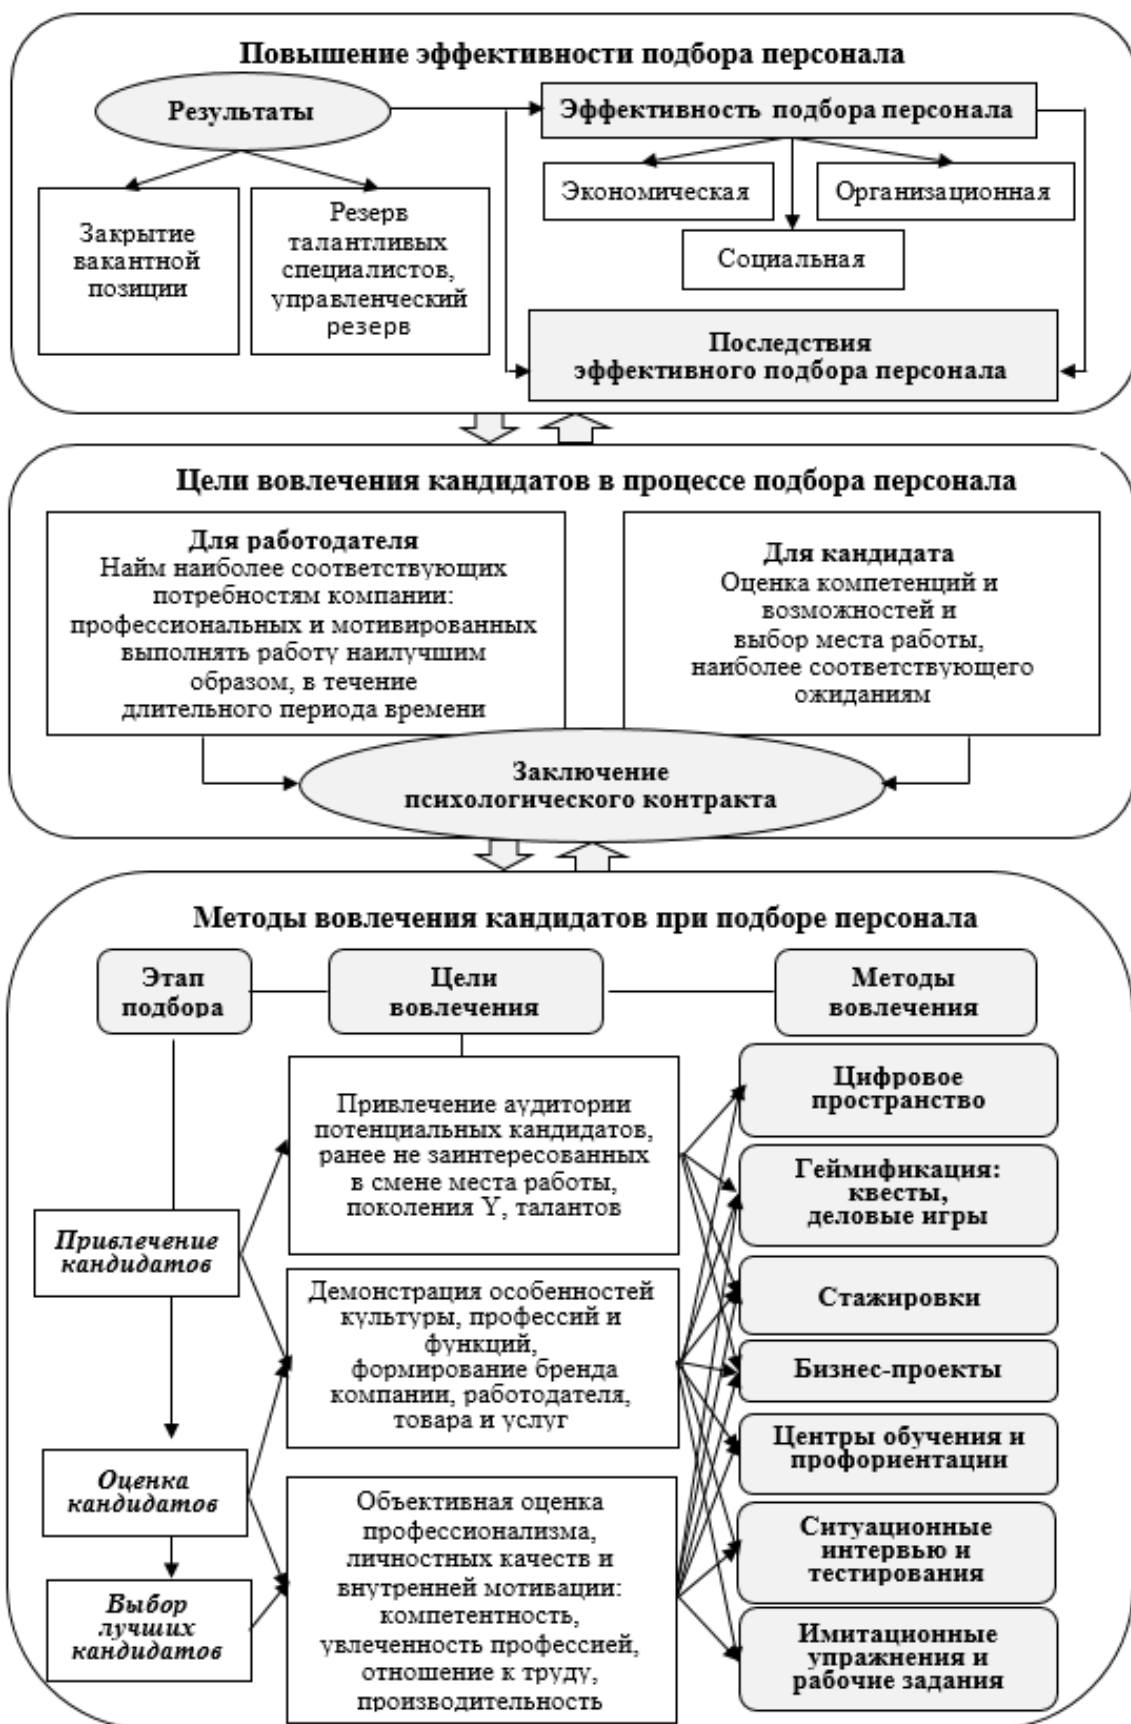 Повышение эффективности подбора персонала
Результаты
Эффективность подбора персонала
Экономическая
Организационная
Социальная
Закрытие
вакантной
позиции
Резерв
талантливых
специалистов,
управленческий
резерв
Последствия
эффективного подбора персонала
Цели вовлечения кандидатов в процессе подбора персонала
Для работодателя
Найм наиболее соответствующих
потребностям компании:
профессиональных и мотивированных
выполнять работу наилучшим
образом, в течение
длительного периода времени
Для кандидата
Оценка компетенций и
возможностей и
выбор места работы,
наиболее соответствующего
ожиданиям
Заключение
психологического контракта
Методы вовлечения кандидатов при подборе персонала
Этап
подбора
Цели
вовлечения
Методы
вовлечения
Привлечение
кандидатов
Оценка
кандидатов
Выбор
лучших
кандидатов
Привлечение аудитории
потенциальных кандидатов,
ранее не заинтересованных
в смене места работы,
поколения Y, талантов
Демонстрация особенностей
культуры, профессий и
функций,
формирование бренда
компании, работодателя,
товара и услуг
Объективная оценка
профессионализма,
личностных качеств и
внутренней мотивации:
компетентность,
увлеченность профессией,
отношение к труду,
производительность
Цифровое
пространство
Геймификация:
квесты,
деловые игры
Стажировки
Бизнес-проекты
Центры обучения и
профориентации
Ситуационные
интервью и
тестирования
Имитационные
упражнения и
рабочие задания